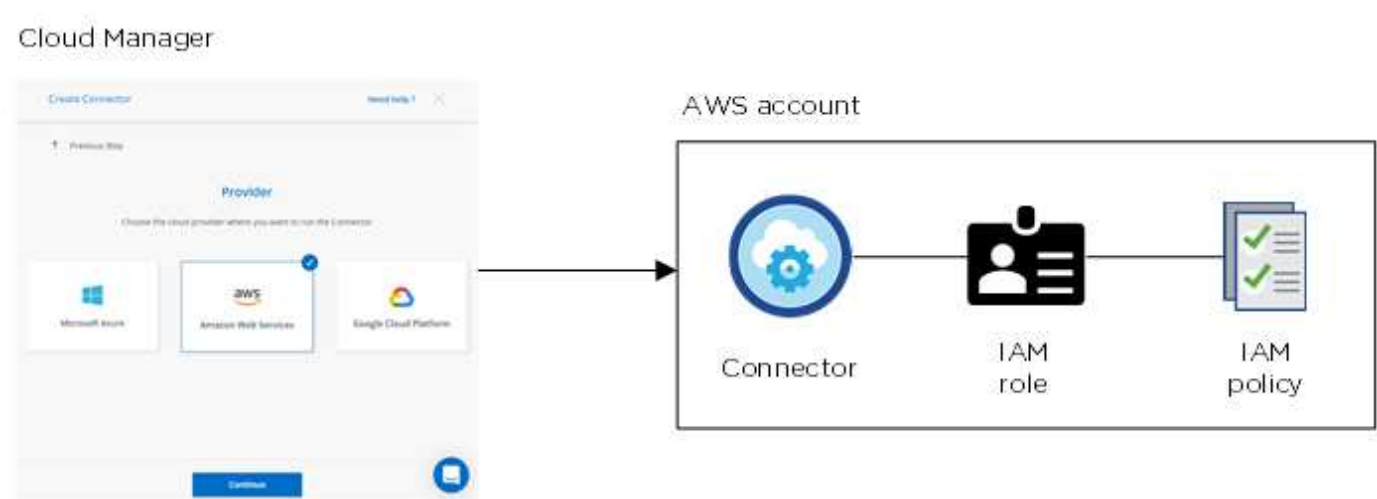 Cloud Manager
Create Connector
Need help ?
Previous Step
Provider
Choose the cloud provider where you want to run the Connector
Microsoft Azure
aws
Amazon Web Services
Google Cloud Platform
Continue
AWS account
Connector
IAM
role
IAM
policy